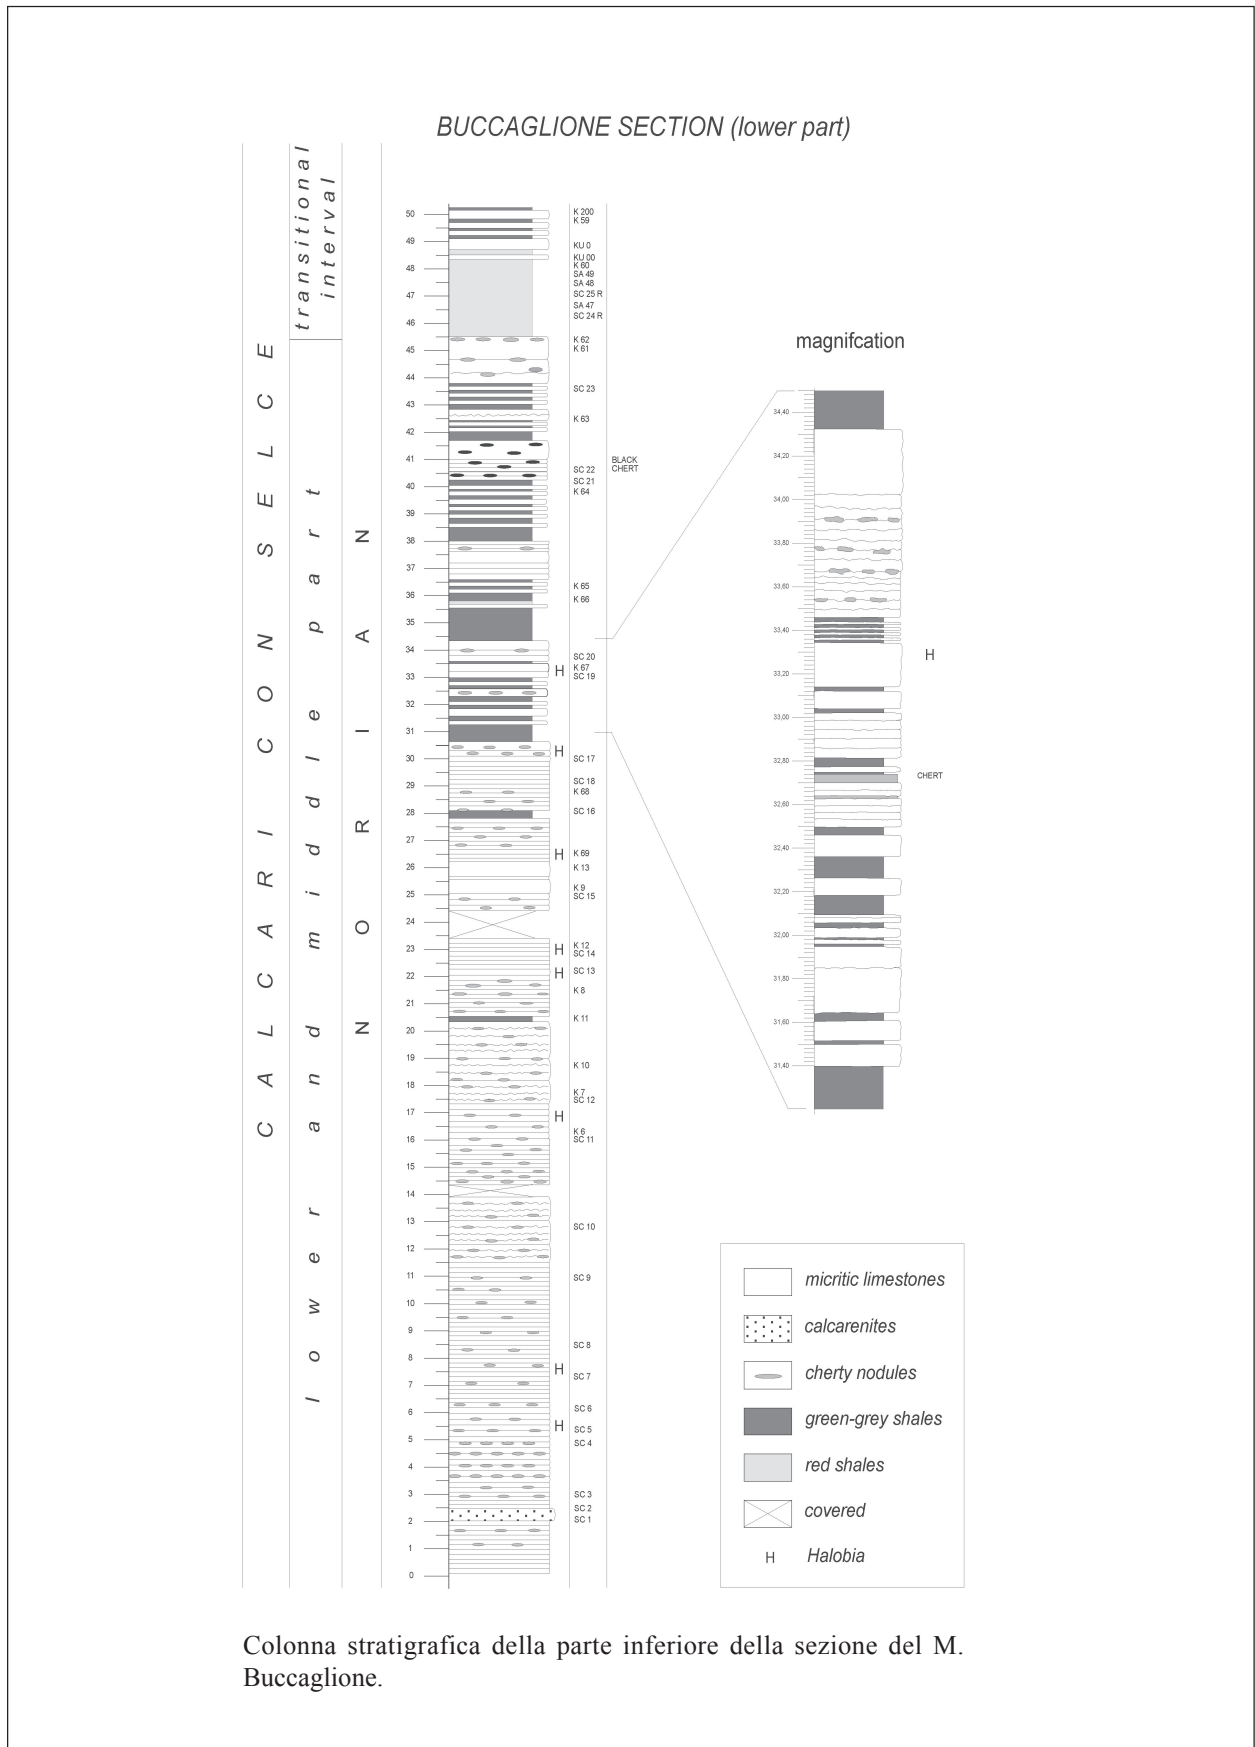 BUCCAGLIONE SECTION (lower part)
CALCARI CON SELCE
transitional
interval
lower and middle part
NORIAN
50
49
48
47
46
45
44
43
42
41
40
39
38
37
36
35
34
33
32
31
30
29
28
27
26
25
24
23
22
21
20
19
18
17
16
15
14
13
12
11
10
9
8
7
6
5
4
3
2
1
0
K 200
K 59
KU 0
KU 00
K 60
SA 49
SA 48
SC 25 R
SA 47
SC 24 R
K 62
K 61
SC 23
K 63
SC 22
SC 21
K 64
K 65
K 66
SC 20
H K 67
SC 19
H
SC 17
SC 18
K 68
SC 16
H K 69
K 13
K 9
SC 15
H K 12
SC 14
H SC 13
K 8
K 11
K 10
K 7
SC 12
H
K 6
SC 11
SC 10
SC 9
SC 8
H
SC 7
SC 6
H SC 5
SC 4
SC 3
SC 2
SC 1
BLACK
CHERT
magnifcation
34,40
34,20
34,00
33,80
33,60
33,40
H
33,20
33,00
32,80
CHERT
32,60
32,40
32,20
32,00
31,80
31,60
31,40
micritic limestones
calcarenites
cherty nodules
green-grey shales
red shales
covered
H Halobia
Colonna stratigrafica della parte inferiore della sezione del M.
Buccaglione.